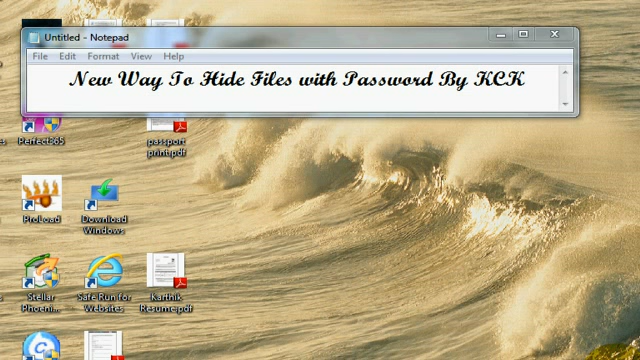 Untitled - Notepad
File Edit Format View Help
New Way To Hide Files with Password By KCK
Perfect365
passport
print.pdf
ProLoad
Download
Windows
Stellar
Phoeni...
Safe Run for
Websites
Karthik
Resume.pdf